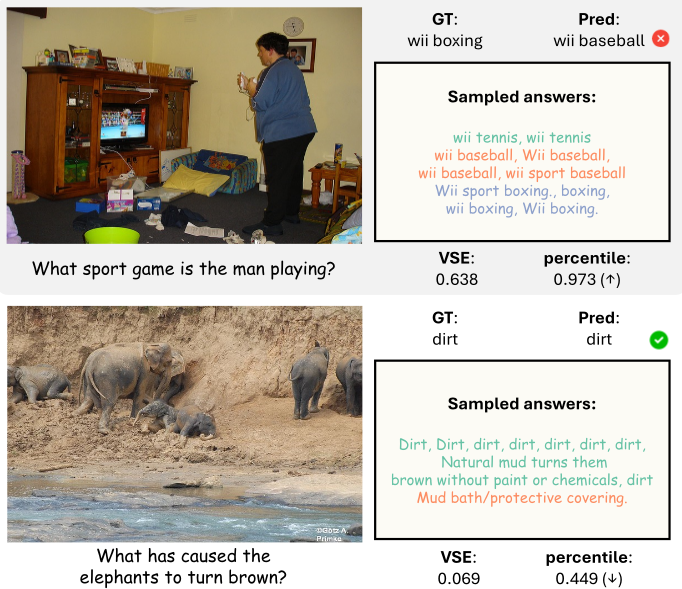 GT:
Pred:
wii boxing
wii baseball
Sampled answers:
wii tennis, wii tennis
wii baseball, Wii baseball,
wii baseball, wii sport baseball
Wii sport boxing., boxing,
wii boxing, Wii boxing.
What sport game is the man playing?
VSE:
percentile:
0.638
0.973 (↑)
GT:
Pred:
dirt
dirt
Sampled answers:
Dirt, Dirt, dirt, dirt, dirt, dirt, dirt,
Natural mud turns them
brown without paint or chemicals, dirt
Mud bath/protective covering.
©Götz A.
Primke
What has caused the
elephants to turn brown?
VSE:
percentile:
0.069
0.449 (↓)